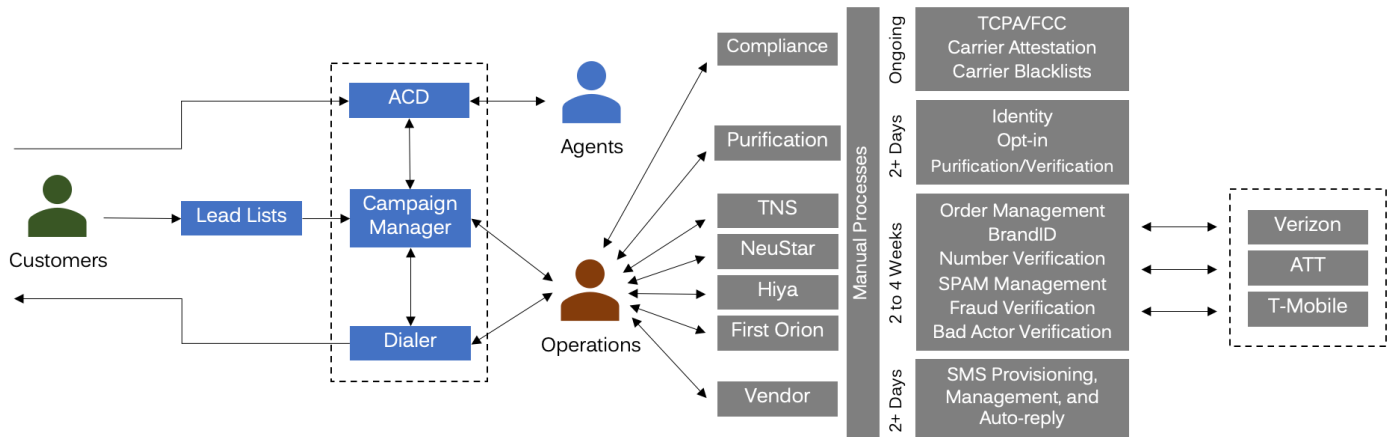 Customers
Lead Lists
ACD
Campaign
Manager
Dialer
Agents
Operations
Compliance
Purification
TNS
NeuStar
Hiya
First Orion
Vendor
Manual Processes
Ongoing
TCPA/FCC
Carrier Attestation
Carrier Blacklists
2+ Days
Identity
Opt-in
Purification/Verification
2 to 4 Weeks
Order Management
BrandID
Number Verification
SPAM Management
Fraud Verification
Bad Actor Verification
2+ Days
SMS Provisioning,
Management, and
Auto-reply
Verizon
ATT
T-Mobile